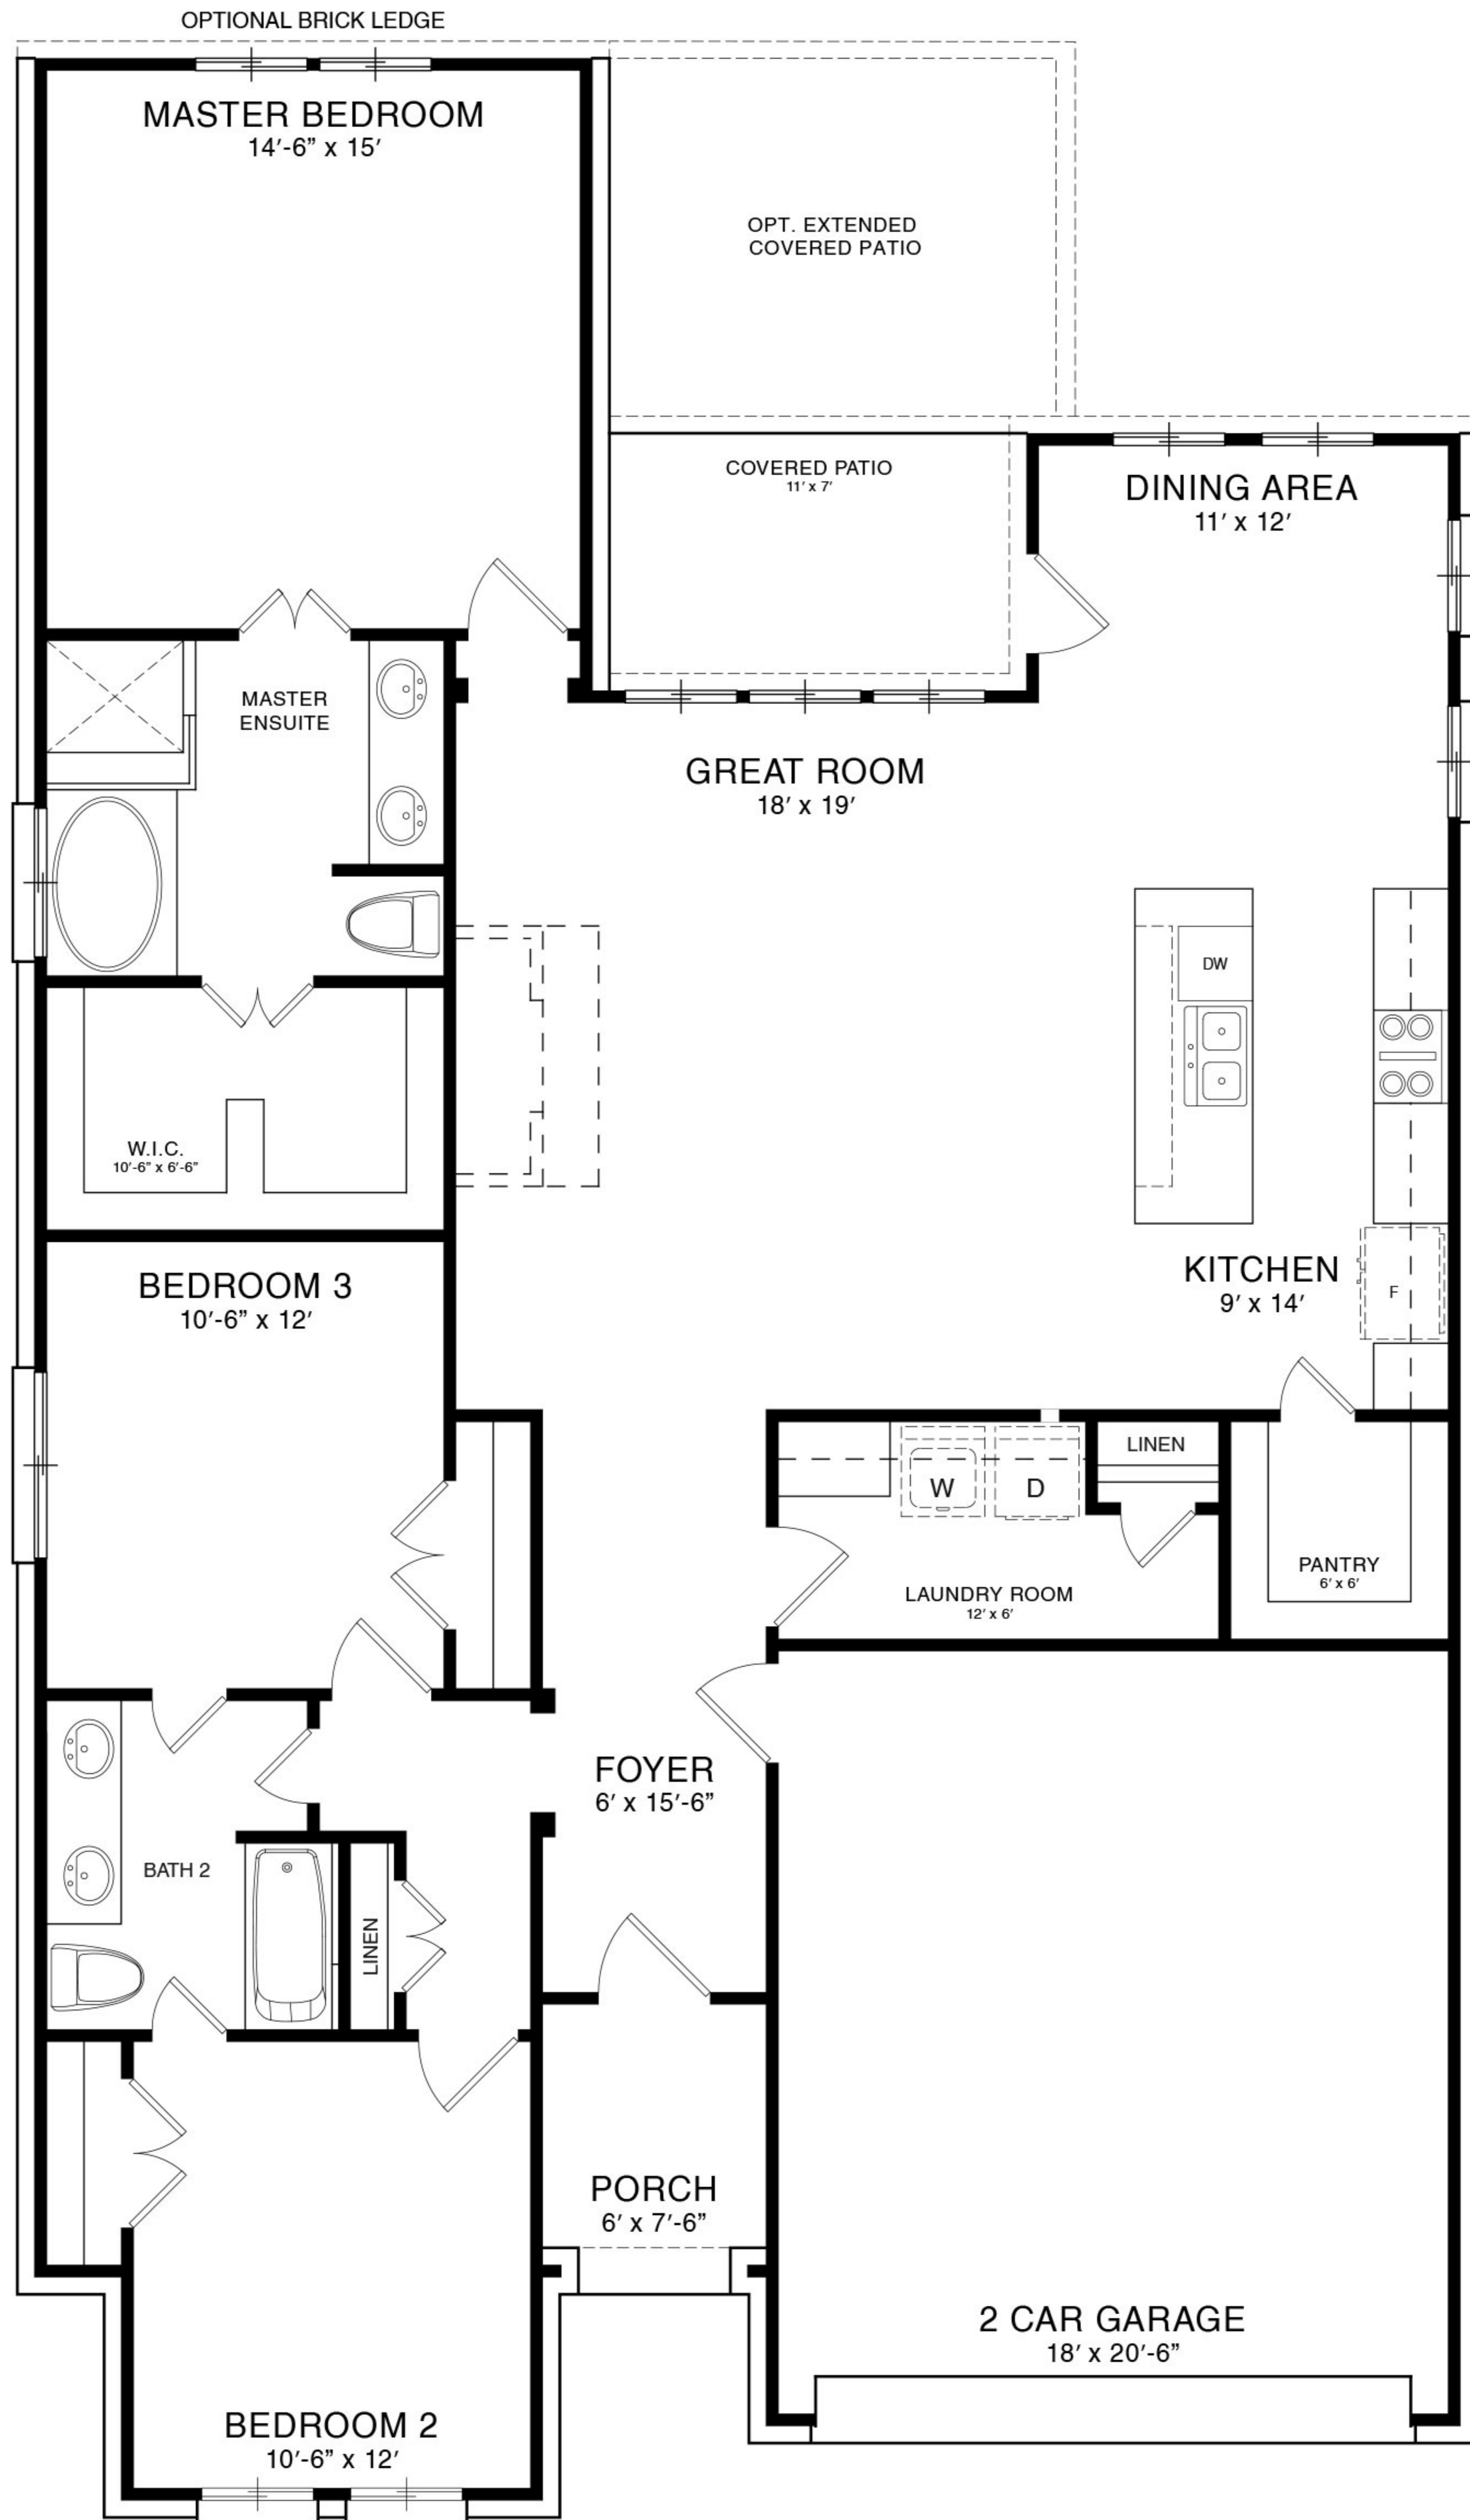 OPTIONAL BRICK LEDGE
MASTER BEDROOM
14′-6” x 15′
OPT. EXTENDED
COVERED PATIO
COVERED PATIO
11′ x 7′
DINING AREA
11′ x 12′
MASTER
ENSUITE
GREAT ROOM
18′ x 19′
DW
W.I.C.
10′-6” x 6′-6”
KITCHEN
9′ x 14′
F
BEDROOM 3
10′-6” x 12′
LINEN
W
D
PANTRY
6′ x 6′
LAUNDRY ROOM
12′ x 6′
FOYER
6′ x 15′-6”
BATH 2
LINEN
PORCH
6′ x 7′-6”
2 CAR GARAGE
18′ x 20′-6”
BEDROOM 2
10′-6” x 12′